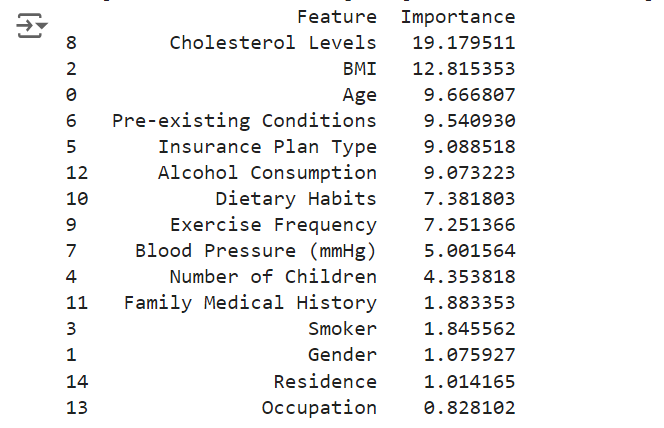 Feature Importance
8 Cholesterol Levels 19.179511
2 BMI 12.815353
0 Age 9.666807
6 Pre-existing Conditions 9.540930
5 Insurance Plan Type 9.088518
12 Alcohol Consumption 9.073223
10 Dietary Habits 7.381803
9 Exercise Frequency 7.251366
7 Blood Pressure (mmHg) 5.001564
4 Number of Children 4.353818
11 Family Medical History 1.883353
3 Smoker 1.845562
1 Gender 1.075927
14 Residence 1.014165
13 Occupation 0.828102